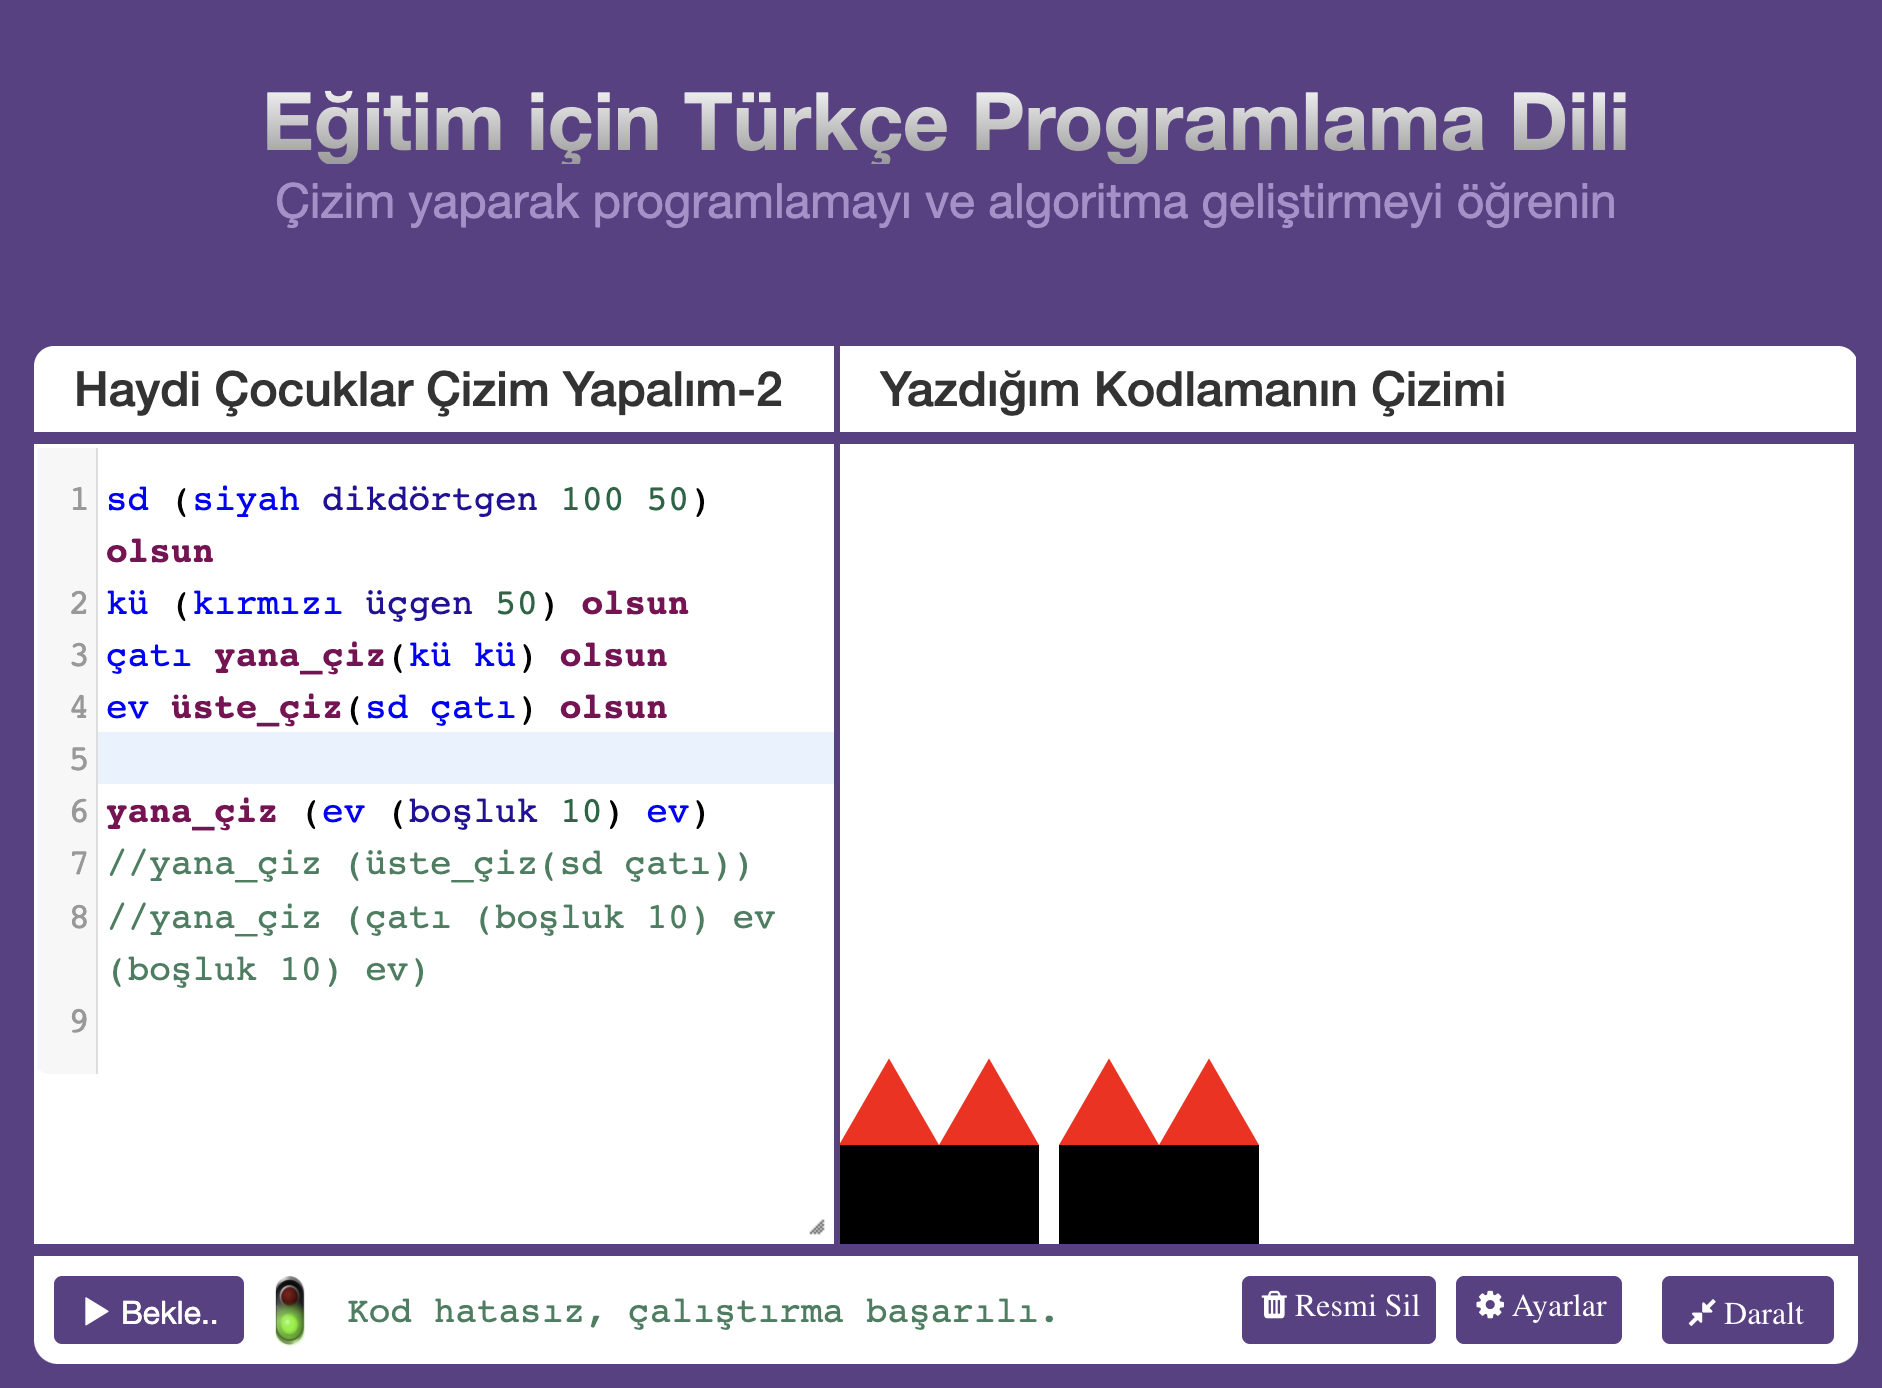 Eğitim için Türkçe Programlama Dili
Çizim yaparak programlamayı ve algoritma geliştirmeyi öğrenin
Haydi Çocuklar Çizim Yapalım-2
Yazdığım Kodlamanın Çizimi
1 sd (siyah dikdörtgen 100 50)
olsun
2 kü (kırmızı üçgen 50) olsun
3 çatı yana_çiz(kü kü) olsun
4 ev üste_çiz(sd çatı) olsun
5
6 yana_çiz (ev (boşluk 10) ev)
7 //yana_çiz (üste_çiz(sd çatı))
8 //yana_çiz (çatı (boşluk 10) ev
(boşluk 10) ev)
9
Bekle..
Kod hatasız, çalıştırma başarılı.
Resmi Sil
Ayarlar
Daralt